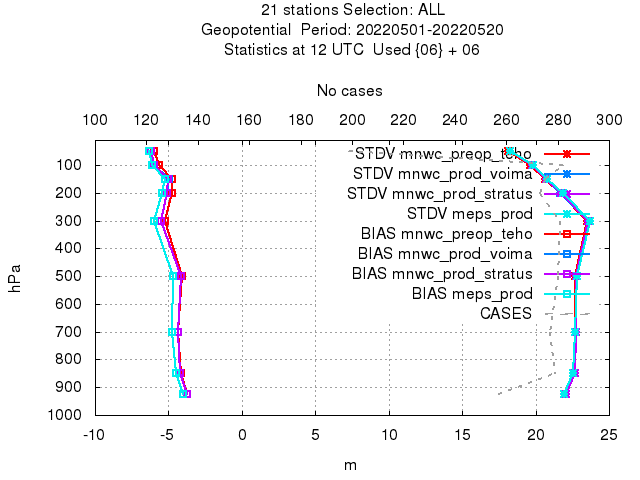 21 stations Selection: ALL
Geopotential  Period: 20220501-20220520
Statistics at 12 UTC  Used {06} + 06
No cases
100 120 140 160 180 200 220 240 260 280 300
STDV mnwc_preop_teho
STDV mnwc_prod_voima
STDV mnwc_prod_stratus
STDV meps_prod
BIAS mnwc_preop_teho
BIAS mnwc_prod_voima
BIAS mnwc_prod_stratus
BIAS meps_prod
CASES
hPa
100
200
300
400
500
600
700
800
900
1000
-10 -5 0 5 10 15 20 25
m